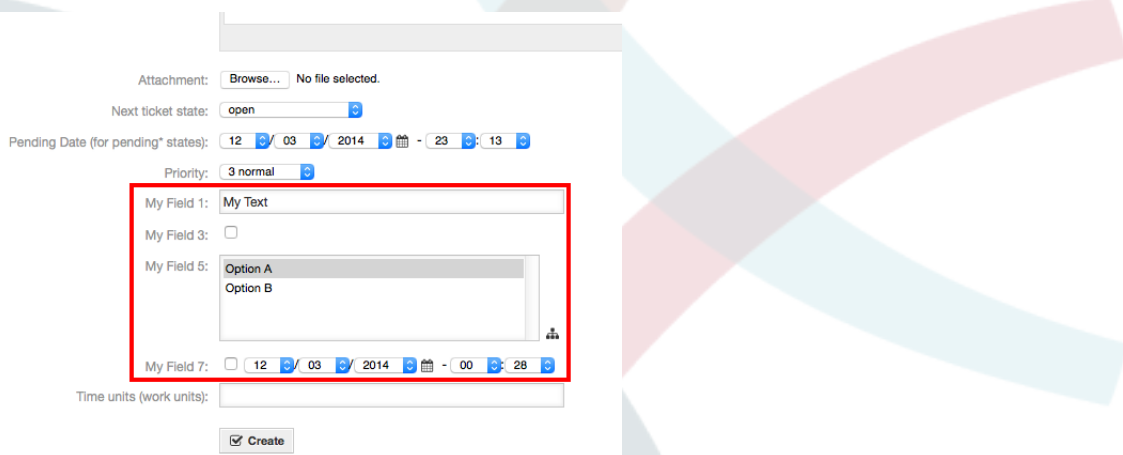 Attachment: Browse... No file selected.
Next ticket state: open
Pending Date (for pending* states): 12 / 03 / 2014 - 23 : 13
Priority: 3 normal
My Field 1: My Text
My Field 3:
My Field 5: Option A
Option B
My Field 7: 12 / 03 / 2014 - 00 : 28
Time units (work units):
Create